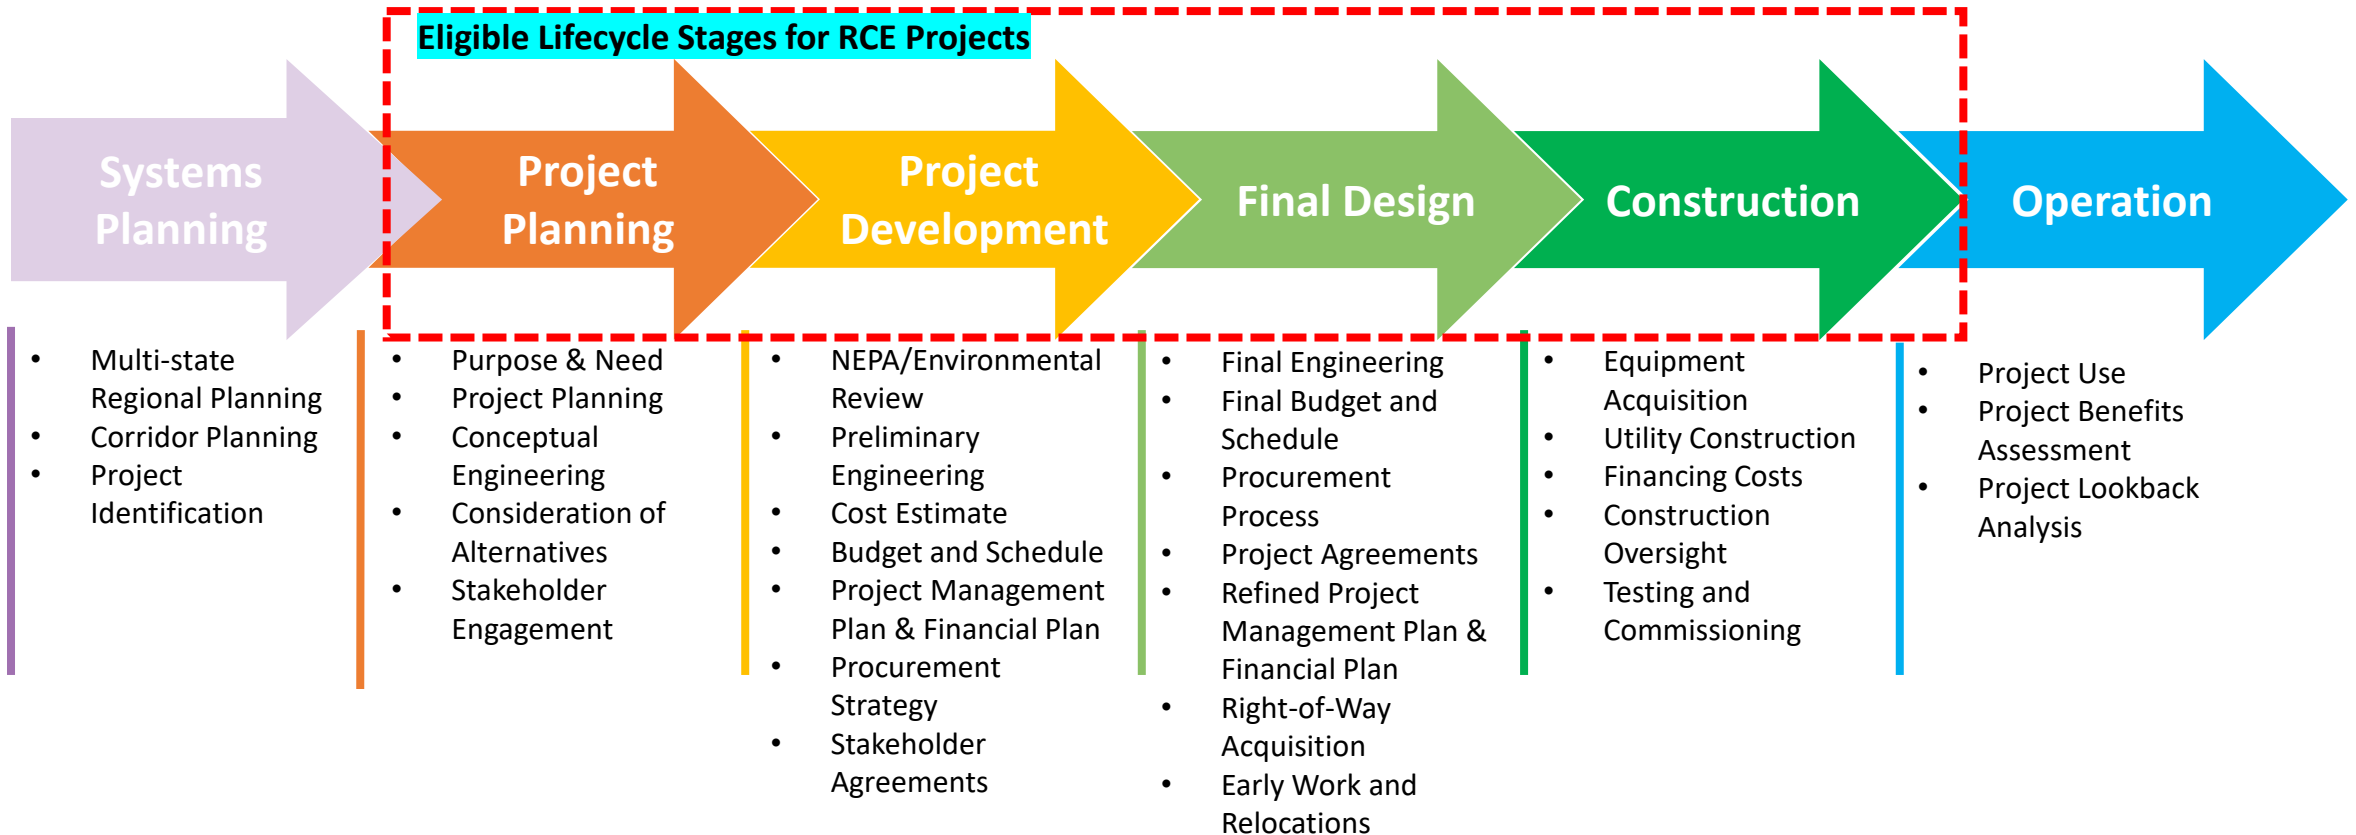 Eligible Lifecycle Stages for RCE Projects
Systems
Planning
Project
Planning
Project
Development
Final Design
Construction
Operation
• Multi-state
Regional Planning
• Corridor Planning
• Project
Identification
• Purpose & Need
• Project Planning
• Conceptual
Engineering
• Consideration of
Alternatives
• Stakeholder
Engagement
• NEPA/Environmental
Review
• Preliminary
Engineering
• Cost Estimate
• Budget and Schedule
• Project Management
Plan & Financial Plan
• Procurement
Strategy
• Stakeholder
Agreements
• Final Engineering
• Final Budget and
Schedule
• Procurement
Process
• Project Agreements
• Refined Project
Management Plan &
Financial Plan
• Right-of-Way
Acquisition
• Early Work and
Relocations
• Equipment
Acquisition
• Utility Construction
• Financing Costs
• Construction
Oversight
• Testing and
Commissioning
• Project Use
• Project Benefits
Assessment
• Project Lookback
Analysis